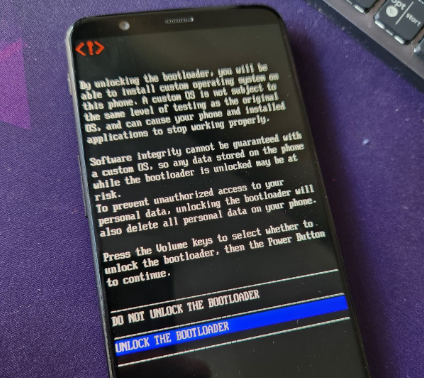 <!>
By unlocking the bootloader, you will be
able to install custom operating system on
this phone. A custom OS is not subject to
the same level of testing as the original
OS, and can cause your phone and installed
applications to stop working properly.
Software integrity cannot be guaranteed with
a custom OS, so any data stored on the phone
while the bootloader is unlocked may be at
risk.
To prevent unauthorized access to your
personal data, unlocking the bootloader will
also delete all personal data on your phone.
Press the Volume keys to select whether to
unlock the bootloader, then the Power Button
to continue.
DO NOT UNLOCK THE BOOTLOADER
UNLOCK THE BOOTLOADER